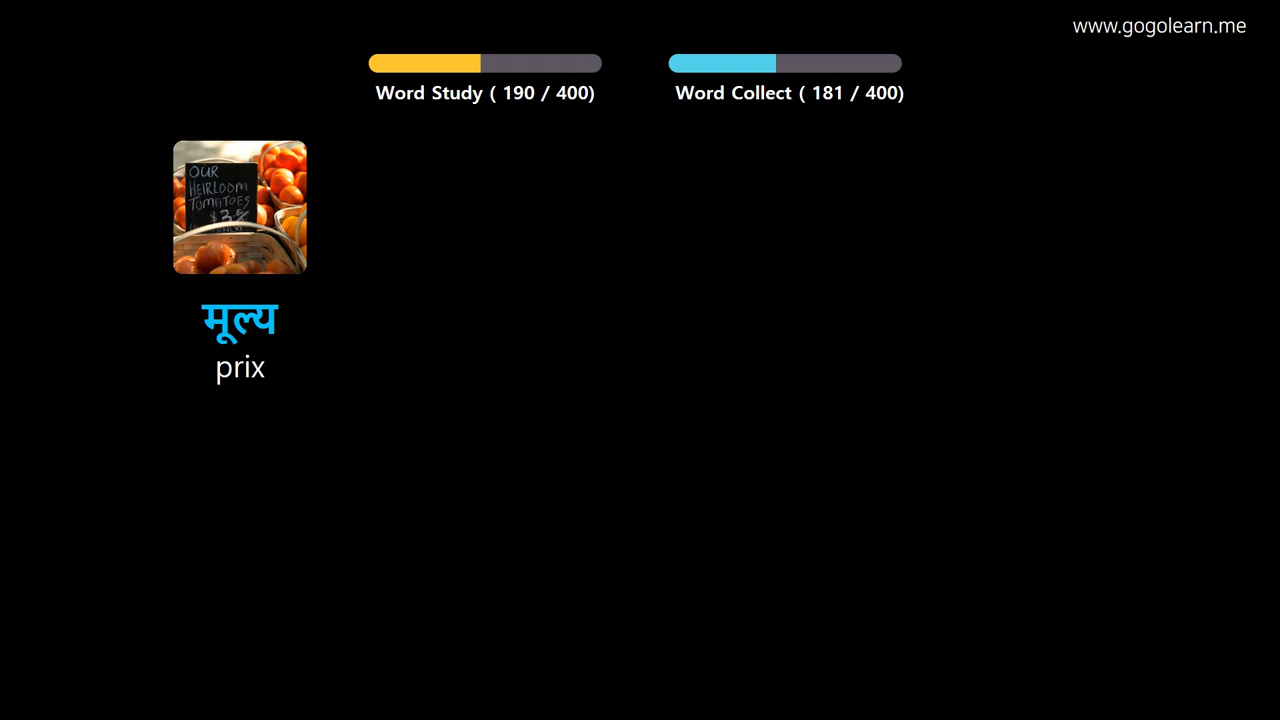 www.gogolearn.me
Word Study ( 190 / 400)
Word Collect ( 181 / 400)
OUR
HEIRLOOM
TOMATOES
मूल्य
prix